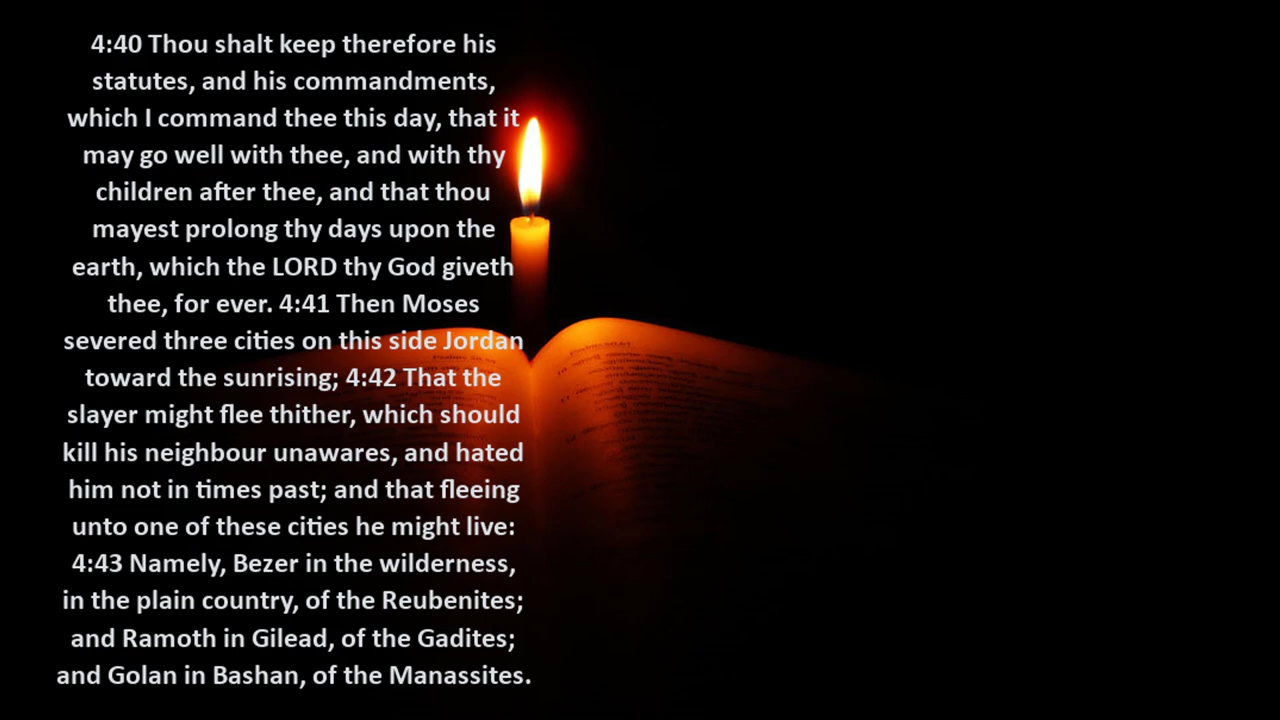 4:40 Thou shalt keep therefore his
statutes, and his commandments,
which I command thee this day, that it
may go well with thee, and with thy
children after thee, and that thou
mayest prolong thy days upon the
earth, which the LORD thy God giveth
thee, for ever. 4:41 Then Moses
severed three cities on this side Jordan
toward the sunrising; 4:42 That the
slayer might flee thither, which should
kill his neighbour unawares, and hated
him not in times past; and that fleeing
unto one of these cities he might live:
4:43 Namely, Bezer in the wilderness,
in the plain country, of the Reubenites;
and Ramoth in Gilead, of the Gadites;
and Golan in Bashan, of the Manassites.